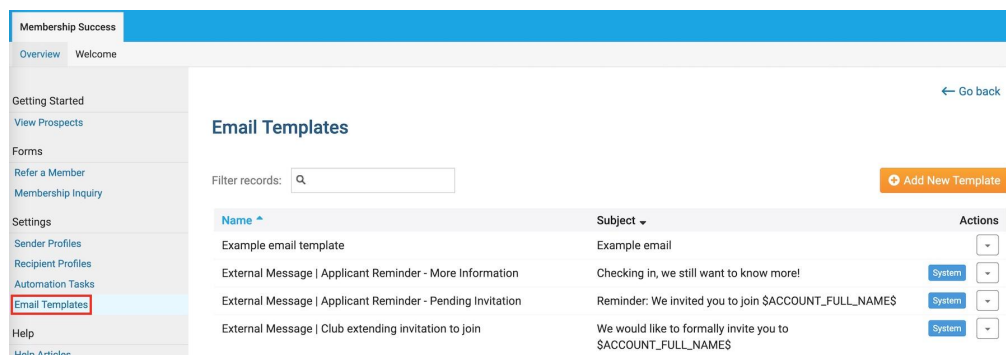 Membership Success
Overview Welcome
← Go back
Getting Started
View Prospects
Email Templates
Forms
Refer a Member
Filter records:
Add New Template
Membership Inquiry
Settings
Name Subject Actions
Sender Profiles
Example email template Example email
Recipient Profiles
External Message | Applicant Reminder - More Information Checking in, we still want to know more! System
Automation Tasks
Email Templates
External Message | Applicant Reminder - Pending Invitation Reminder: We invited you to join $ACCOUNT_FULL_NAME$ System
Help
External Message | Club extending invitation to join We would like to formally invite you to System
$ACCOUNT_FULL_NAME$
Help Articles